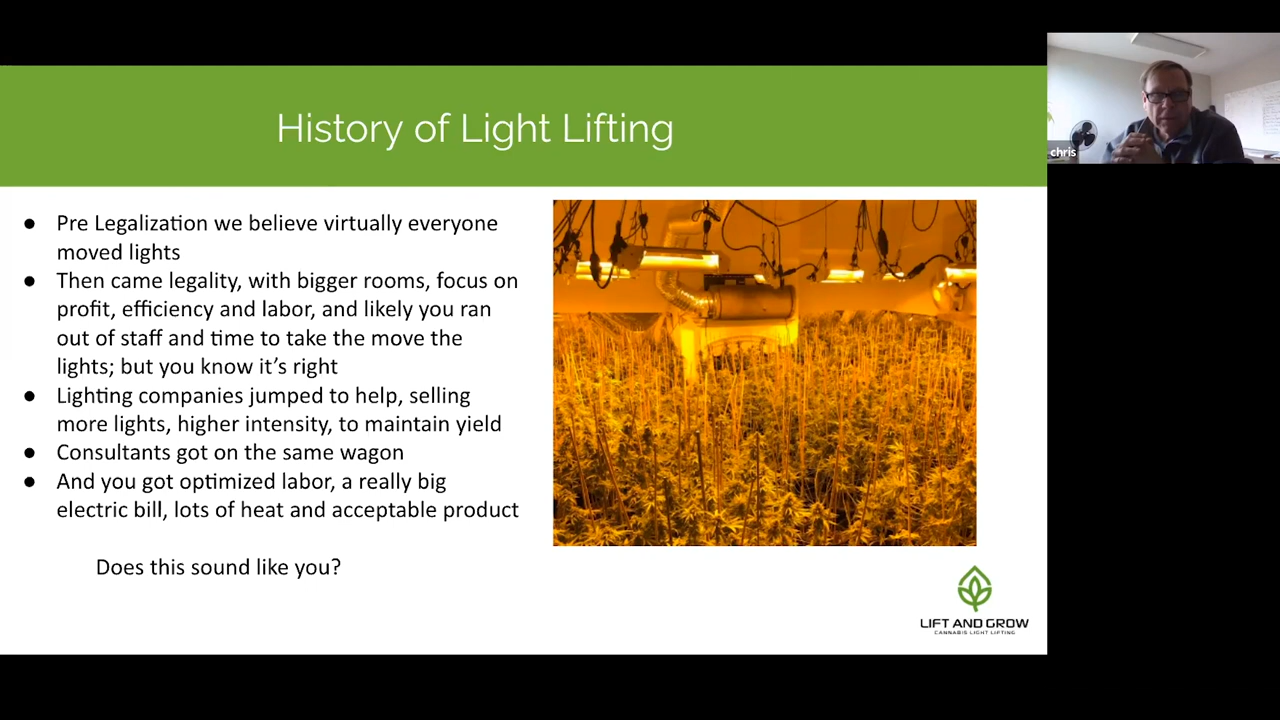 History of Light Lifting
● Pre Legalization we believe virtually everyone
moved lights
● Then came legality, with bigger rooms, focus on
profit, efficiency and labor, and likely you ran
out of staff and time to take the move the
lights; but you know it's right
● Lighting companies jumped to help, selling
more lights, higher intensity, to maintain yield
● Consultants got on the same wagon
● And you got optimized labor, a really big
electric bill, lots of heat and acceptable product
Does this sound like you?
LIFT AND GROW
CANNABIS LIGHT LIFTING
chris